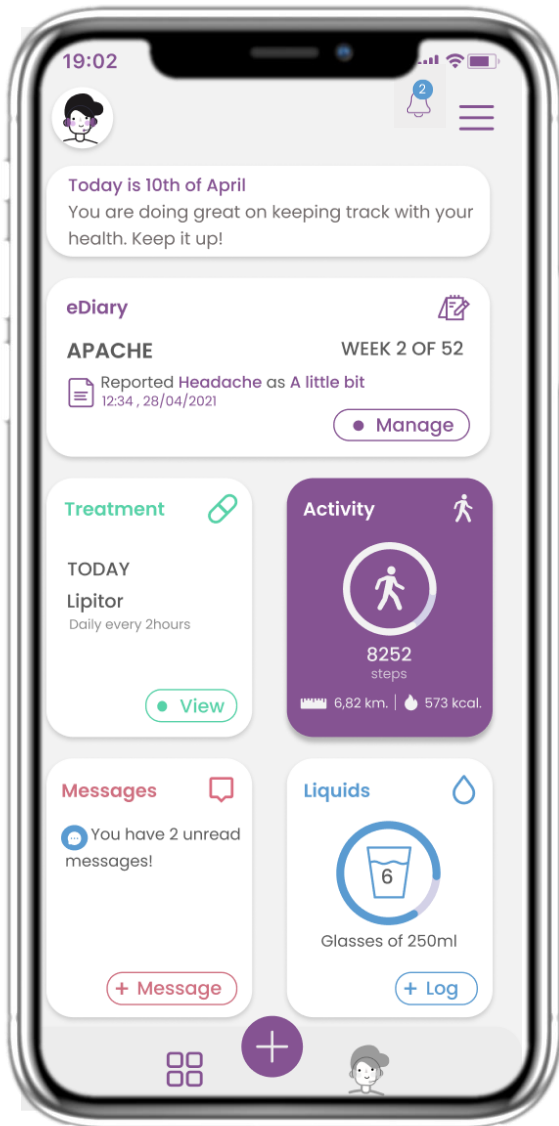 19:02
2
Today is 10th of April
You are doing great on keeping track with your
health. Keep it up!
eDiary
APACHE
WEEK 2 OF 52
Reported Headache as A little bit
12:34 , 28/04/2021
Manage
Treatment
TODAY
Lipitor
Daily every 2hours
View
Activity
8252
steps
6,82 km.
573 kcal.
Messages
You have 2 unread
messages!
+ Message
Liquids
6
Glasses of 250ml
+ Log